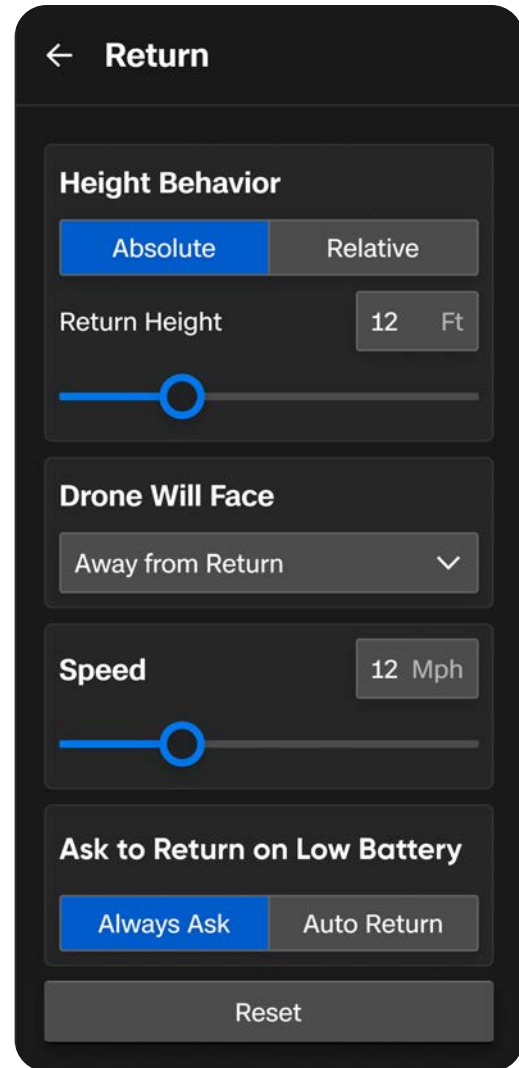 Return
Height Behavior
Absolute Relative
Return Height 12 Ft
Drone Will Face
Away from Return
Speed 12 Mph
Ask to Return on Low Battery
Always Ask Auto Return
Reset